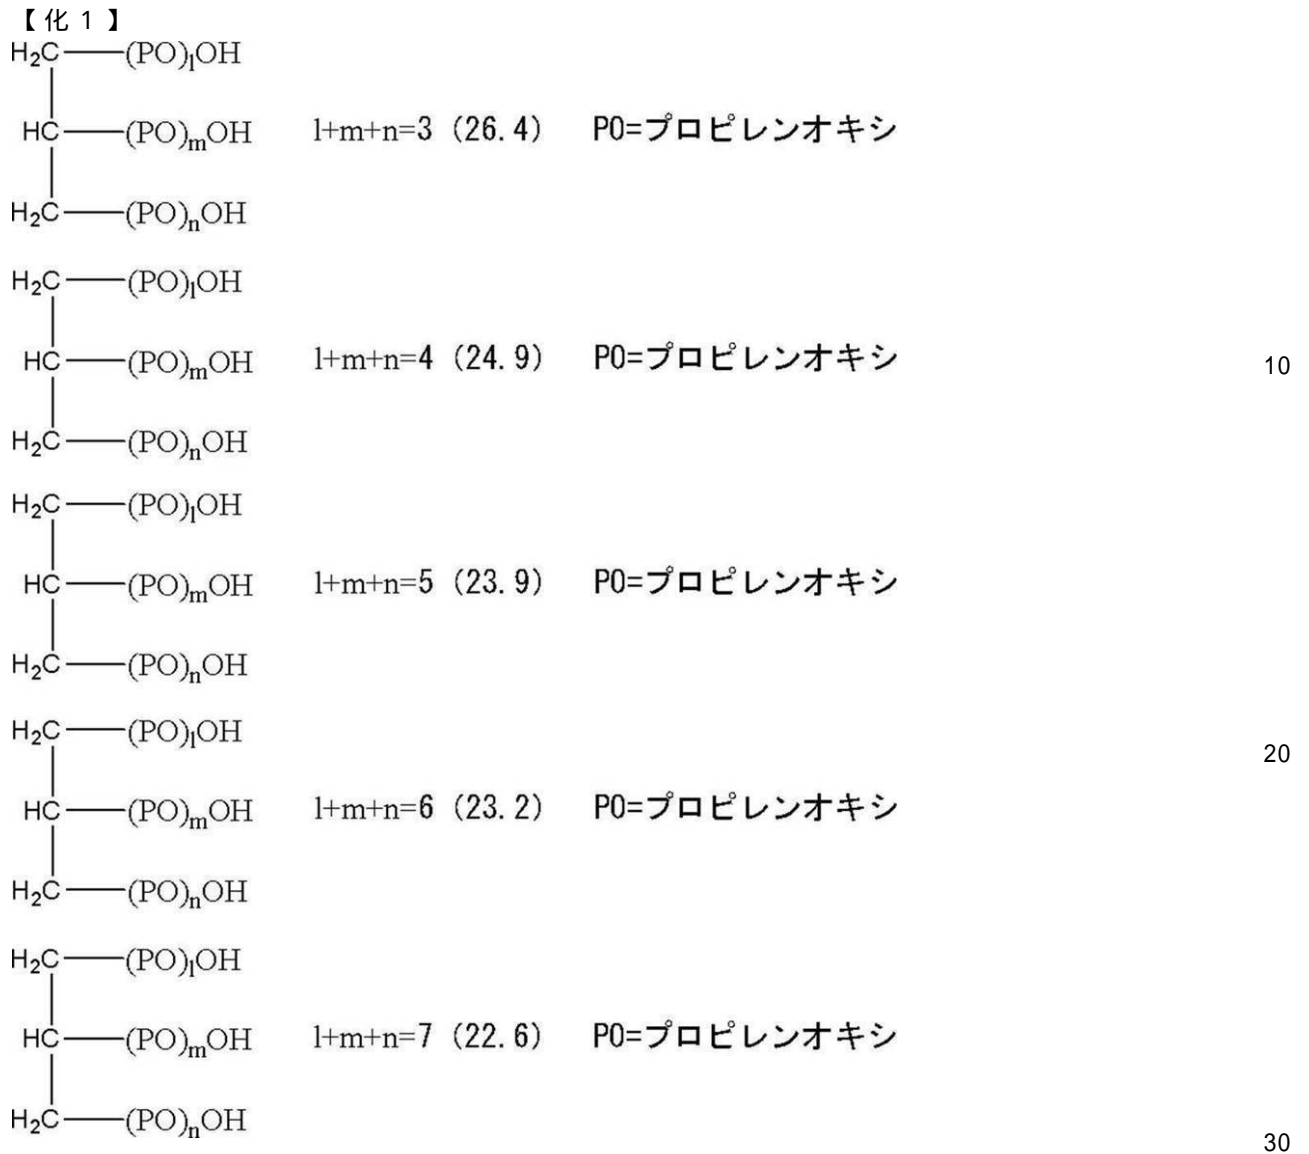 【化1】
H₂C—(PO)lOH
HC—(PO)mOH l+m+n=3 (26.4) PO=プロピレンオキシ
H₂C—(PO)nOH
H₂C—(PO)lOH
HC—(PO)mOH l+m+n=4 (24.9) PO=プロピレンオキシ 10
H₂C—(PO)nOH
H₂C—(PO)lOH
HC—(PO)mOH l+m+n=5 (23.9) PO=プロピレンオキシ
H₂C—(PO)nOH
H₂C—(PO)lOH
20
HC—(PO)mOH l+m+n=6 (23.2) PO=プロピレンオキシ
H₂C—(PO)nOH
H₂C—(PO)lOH
HC—(PO)mOH l+m+n=7 (22.6) PO=プロピレンオキシ
H₂C—(PO)nOH
30